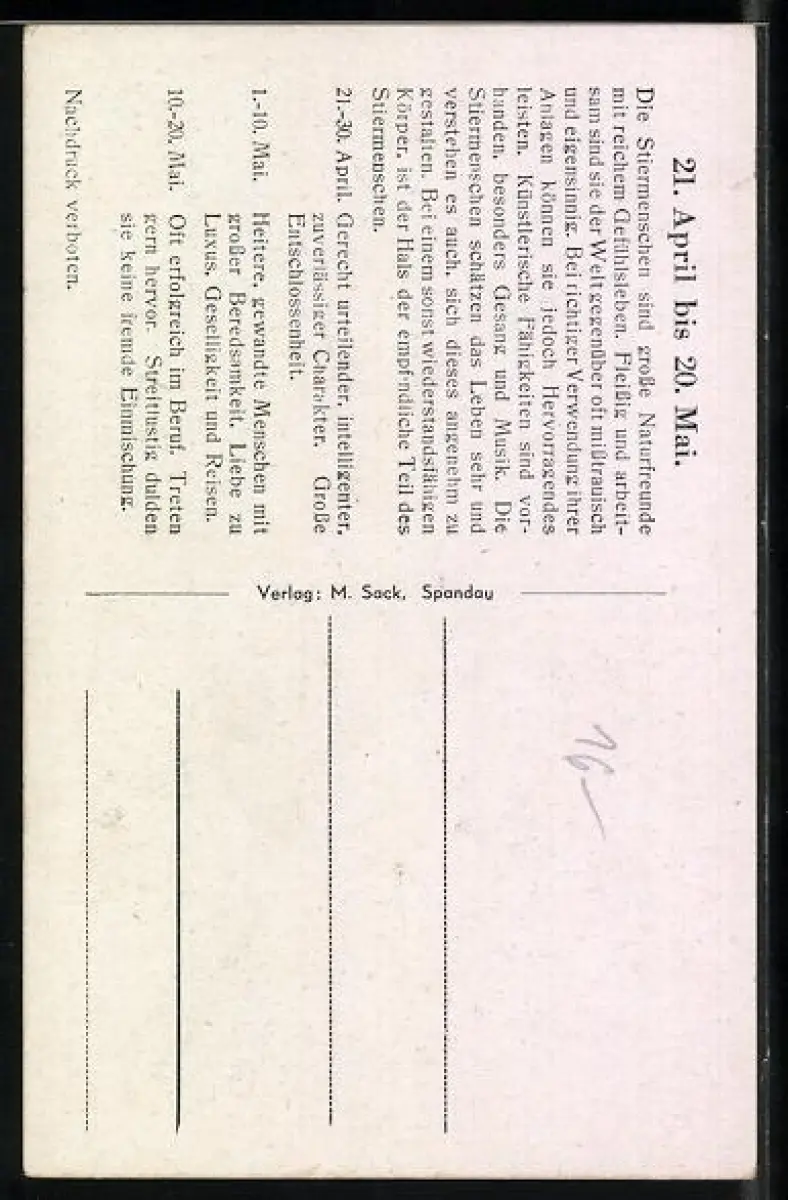 21. April bis 20. Mai.
Die Stiermenschen sind große Naturfreunde
mit reichem Gefühlsleben. Fleißig und arbeit-
sam sind sie der Welt gegenüber oft mißtrauisch
und eigensinnig. Bei richtiger Verwendung ihrer
Anlagen können sie jedoch Hervorragendes
leisten. Künstlerische Fähigkeiten sind vor-
handen, besonders Gesang und Musik. Die
Stiermenschen schätzen das Leben sehr und
verstehen es auch, sich dieses angenehm zu
gestalten. Bei einem sonst wiederstandsfähigen
Körper, ist der Hals der empfindliche Teil des
Stiermenschen.
21.-30. April. Gerecht urteilender, intelligenter,
zuverlässiger Charakter. Große
Entschlossenheit.
1.-10. Mai. Heitere, gewandte Menschen mit
großer Beredsamkeit. Liebe zu
Luxus, Geselligkeit und Reisen.
10.-20. Mai. Oft erfolgreich im Beruf. Treten
gern hervor. Streitlustig dulden
sie keine fremde Einmischung.
Nachdruck verboten.
Verlag: M. Sack, Spandau
16